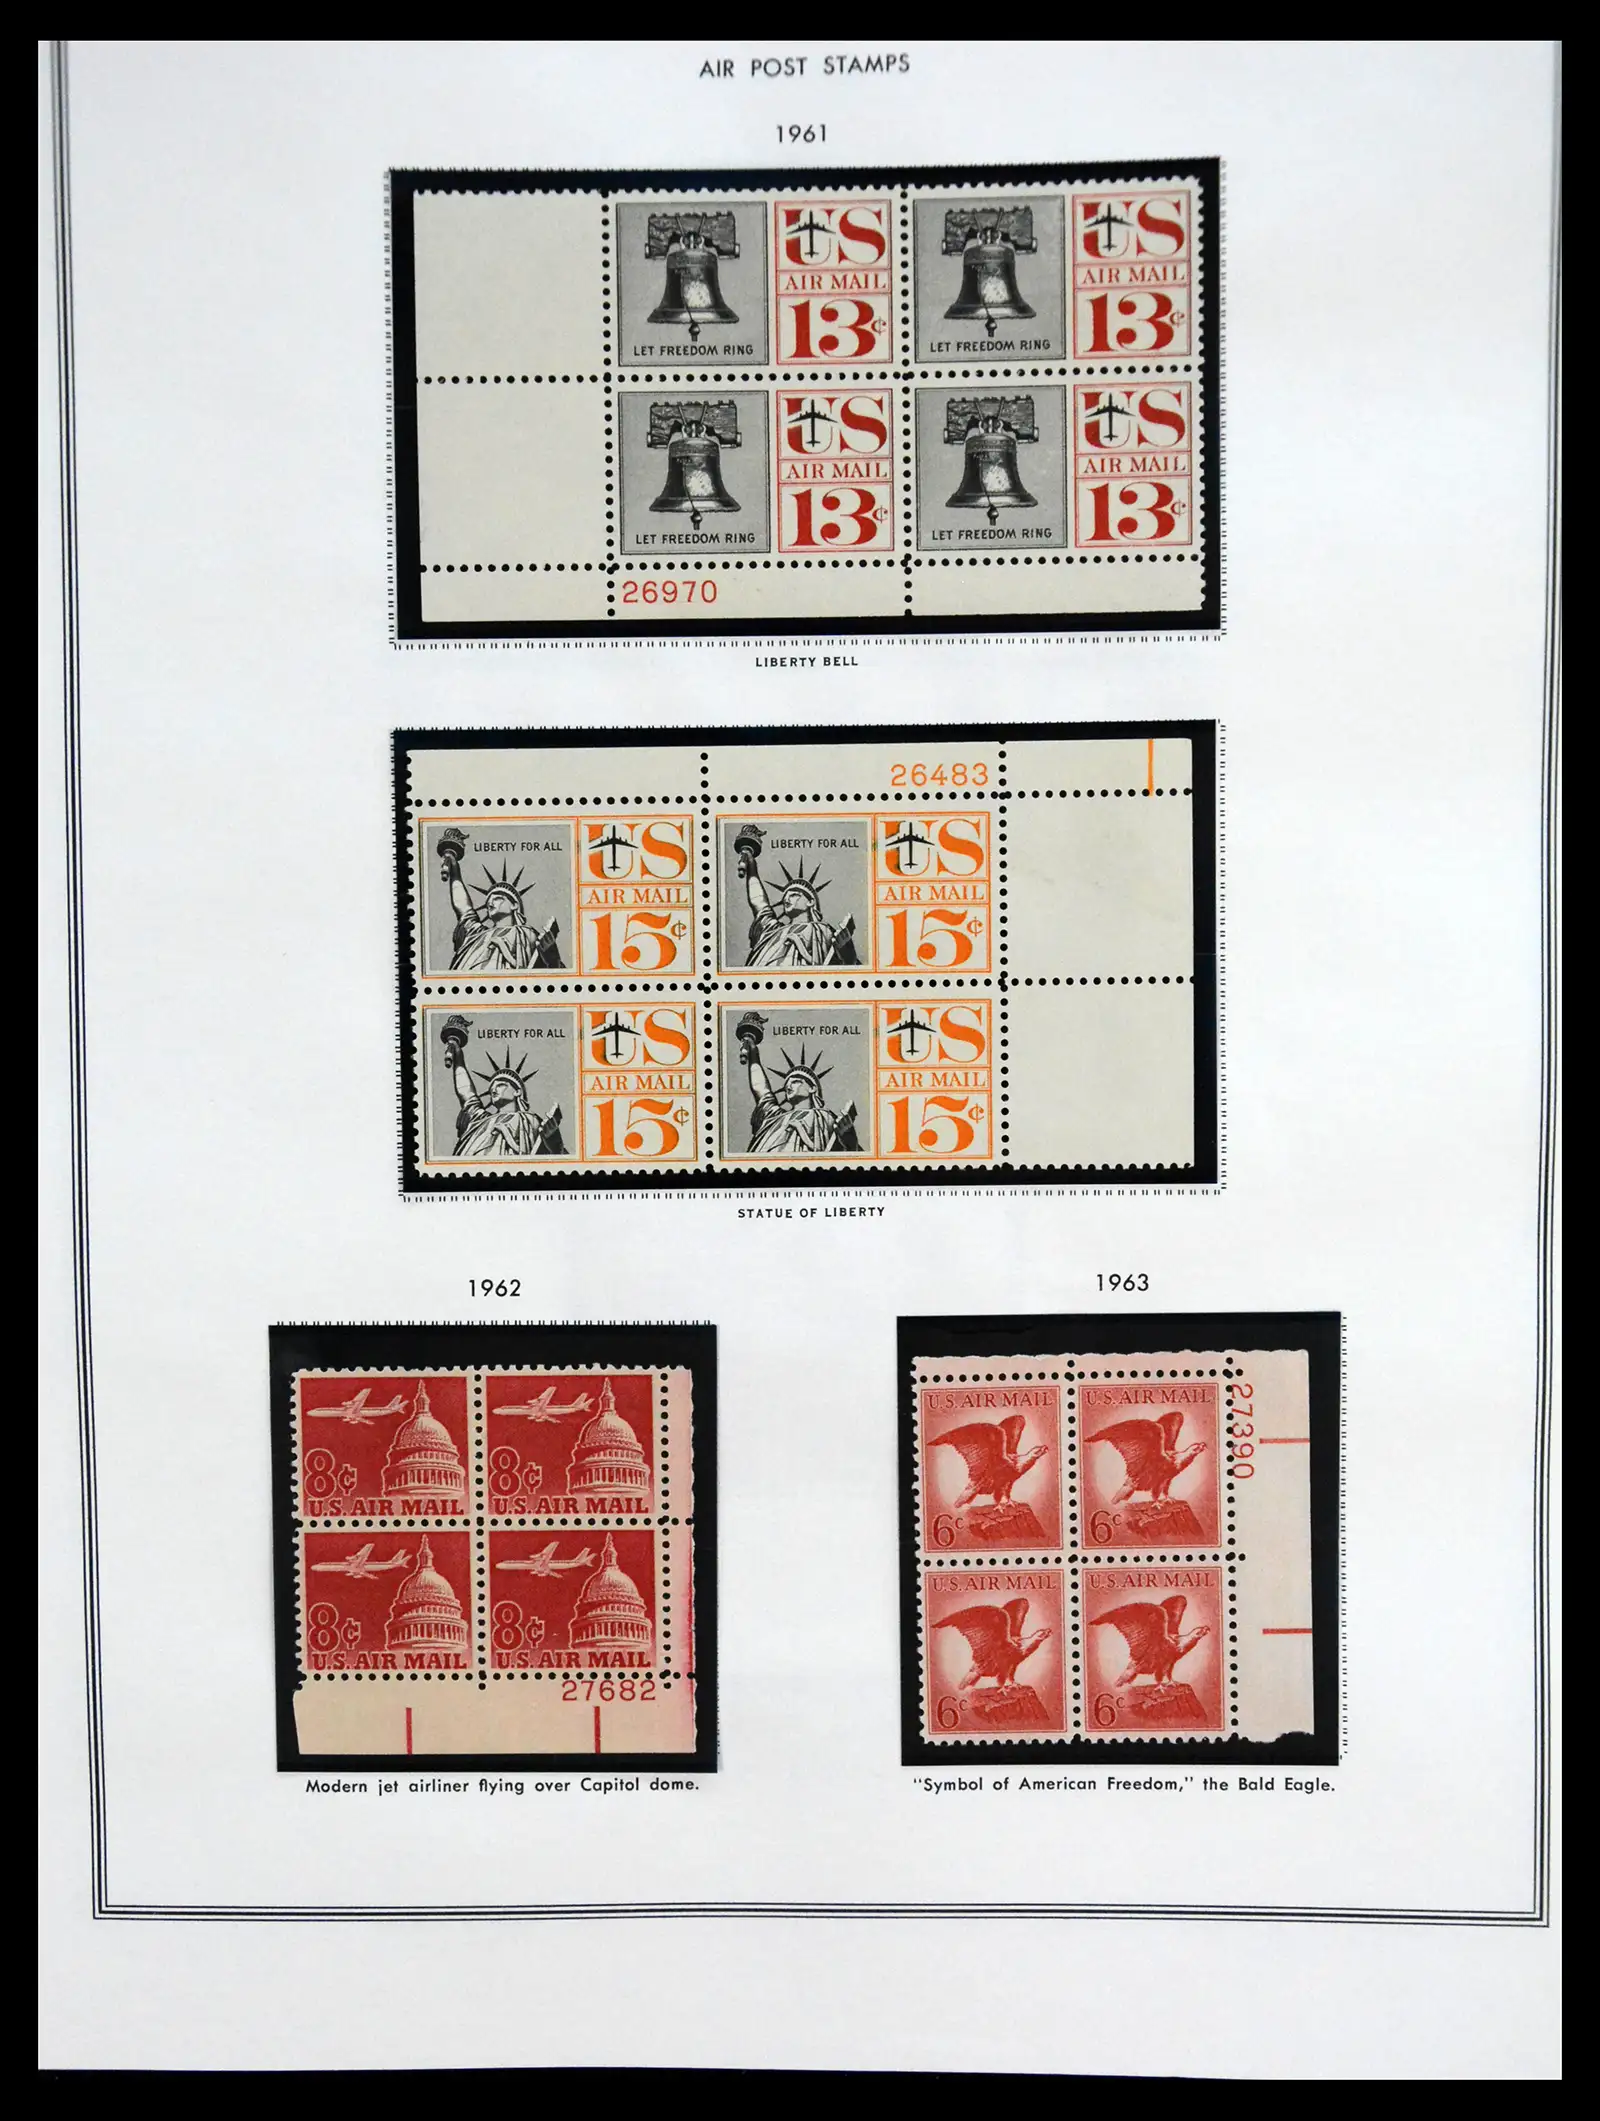 AIR POST STAMPS
1961
US US
AIR MAIL AIR MAIL
LET FREEDOM RING 13¢ LET FREEDOM RING 13¢
US US
AIR MAIL AIR MAIL
LET FREEDOM RING 13¢ LET FREEDOM RING 13¢
26970
LIBERTY BELL
26483
LIBERTY FOR ALL US LIBERTY FOR ALL US
AIR MAIL AIR MAIL
15¢ 15¢
LIBERTY FOR ALL US LIBERTY FOR ALL US
AIR MAIL AIR MAIL
15¢ 15¢
STATUE OF LIBERTY
1962
8¢ 8¢
U.S. AIR MAIL U.S. AIR MAIL
8¢ 8¢
U.S. AIR MAIL U.S. AIR MAIL
27682
Modern jet airliner flying over Capitol dome.
1963
U.S. AIR MAIL U.S. AIR MAIL
6c 6c
27390
U.S. AIR MAIL U.S. AIR MAIL
6c 6c
"Symbol of American Freedom," the Bald Eagle.